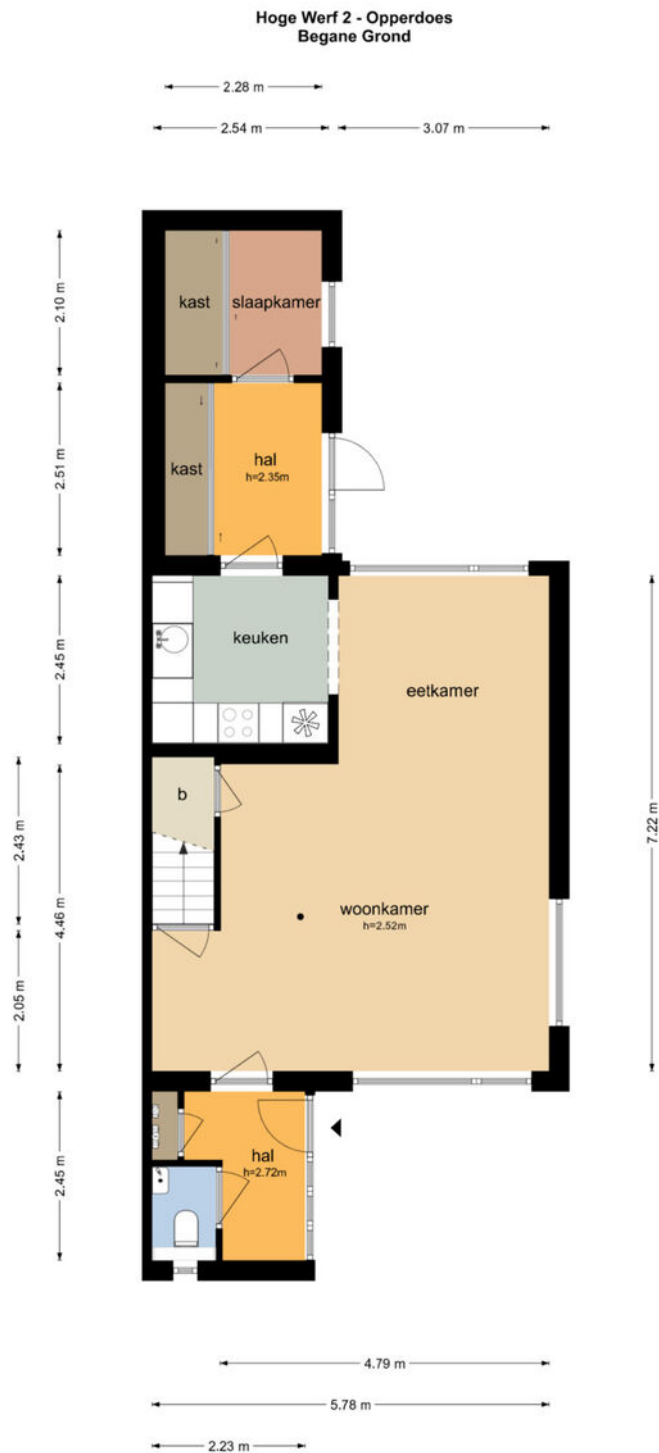 Hoge Werf 2 - Opperdoes
Begane Grond
2.28 m
2.54 m
3.07 m
2.10 m
kast
slaapkamer
2.51 m
kast
hal
h=2.35m
2.45 m
keuken
eetkamer
7.22 m
2.43 m
b
4.46 m
woonkamer
h=2.52m
2.05 m
2.45 m
hal
h=2.72m
4.79 m
5.78 m
2.23 m